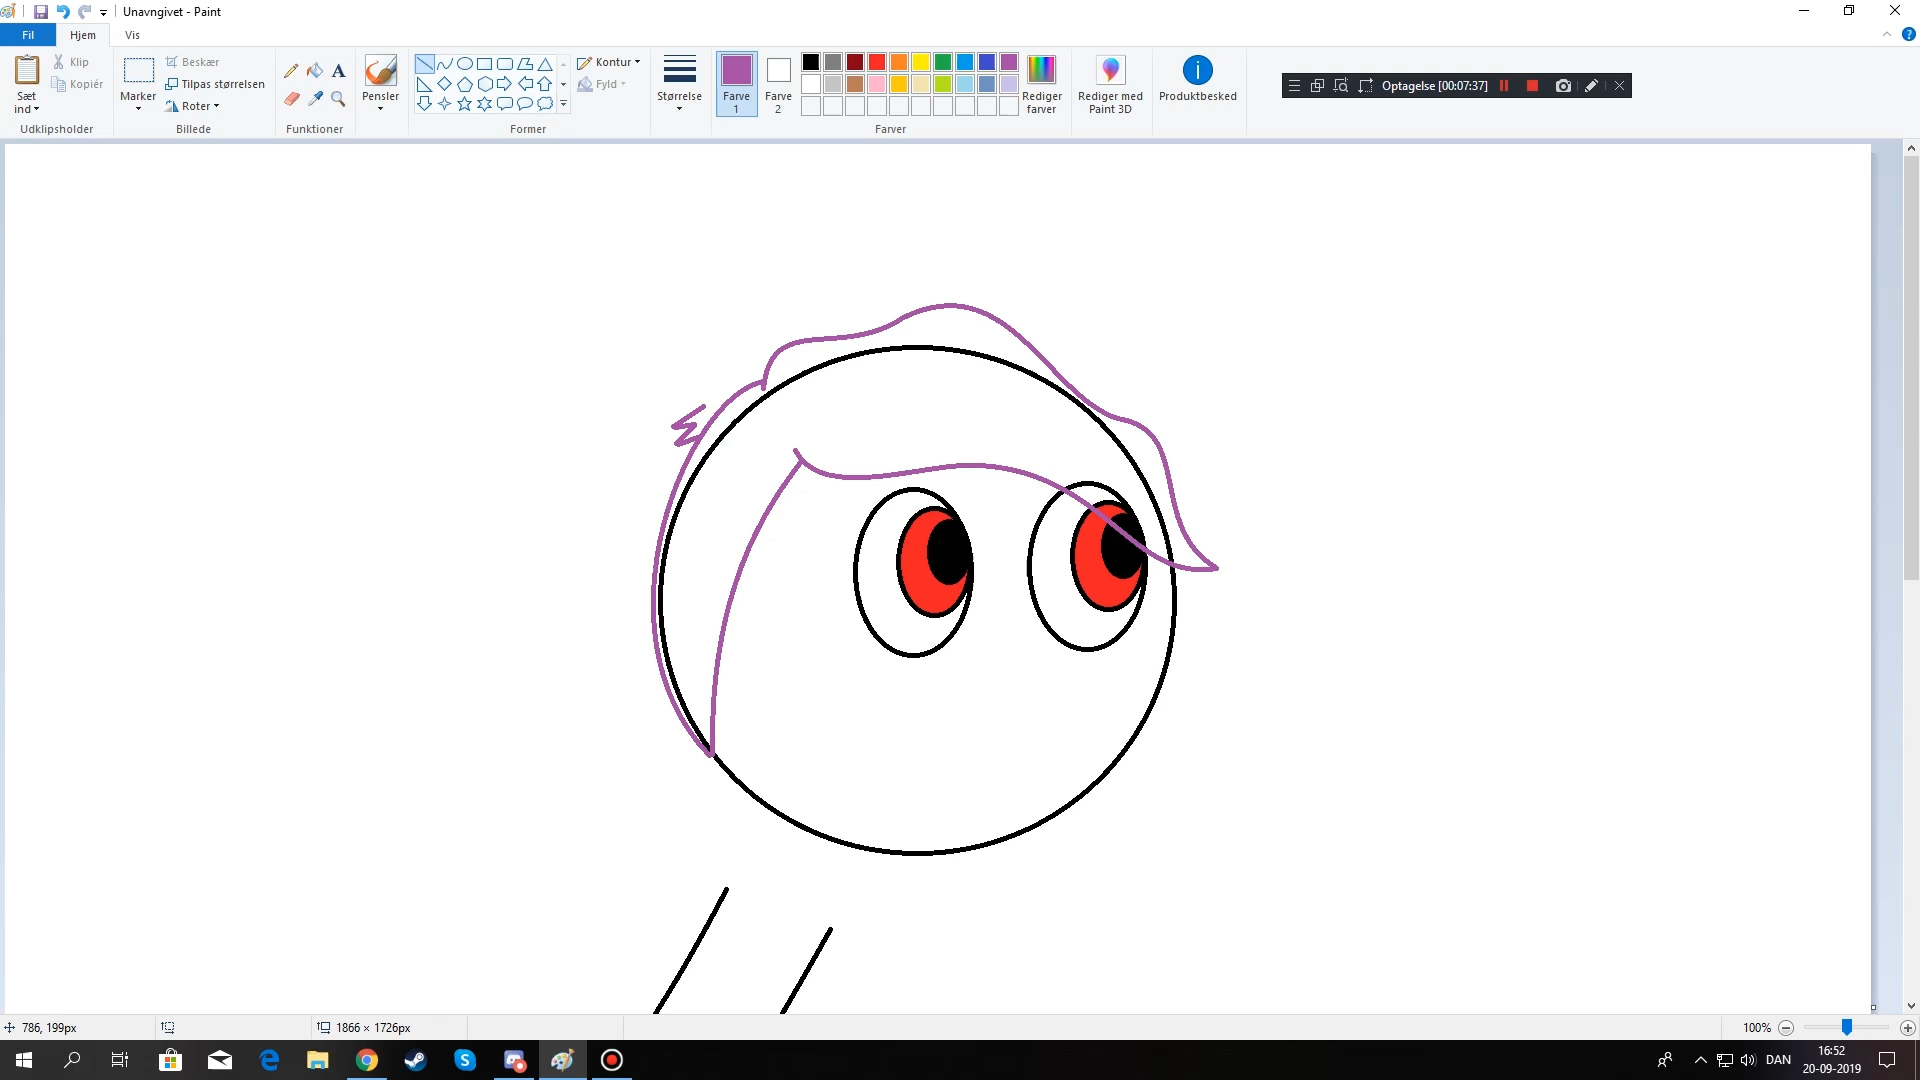 Unavngivet - Paint
Fil Hjem Vis
Sæt ind
Klip
Kopiér
Udklipsholder
Marker
Beskær
Tilpas størrelsen
Roter
Billede
A
Funktioner
Pensler
Former
Kontur
Fyld
Størrelse
Farve 1
Farve 2
Rediger farver
Farver
Rediger med Paint 3D
Produktbesked
Optagelse [00:07:37]
786, 199px
1866 × 1726px
100%
DAN
16:52
20-09-2019